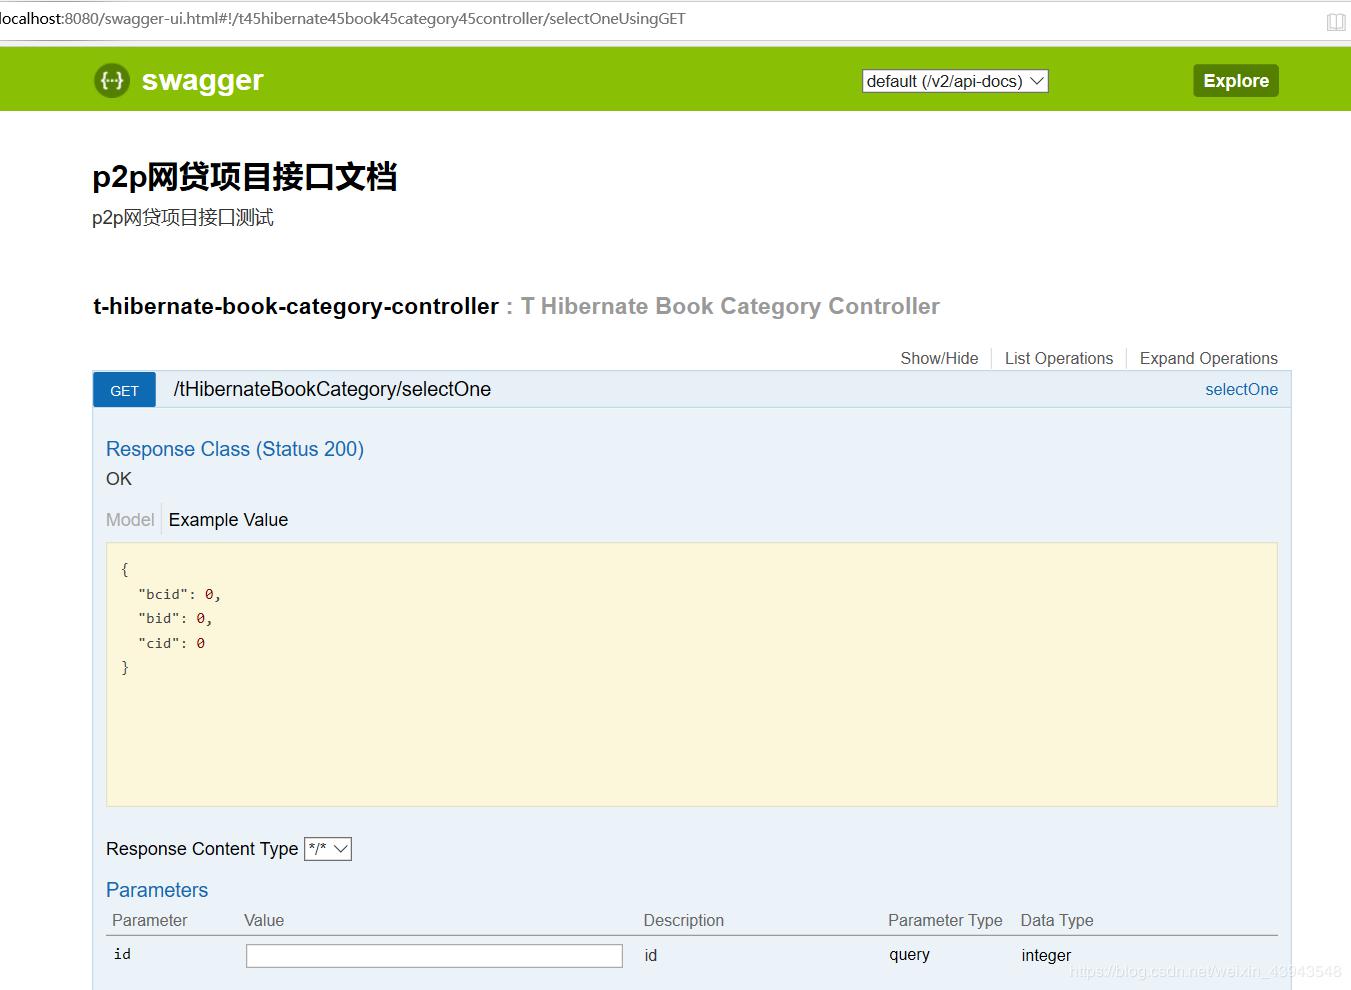 localhost:8080/swagger-ui.html#!/t45hibernate45book45category45controller/selectOneUsingGET
{···} swagger default (/v2/api-docs) Explore
p2p网贷项目接口文档
p2p网贷项目接口测试
t-hibernate-book-category-controller : T Hibernate Book Category Controller
Show/Hide List Operations Expand Operations
GET /tHibernateBookCategory/selectOne selectOne
Response Class (Status 200)
OK
Model Example Value
{
"bcid": 0,
"bid": 0,
"cid": 0
}
Response Content Type */*
Parameters
Parameter Value Description Parameter Type Data Type
id id query integer
https://blog.csdn.net/weixin_43943548